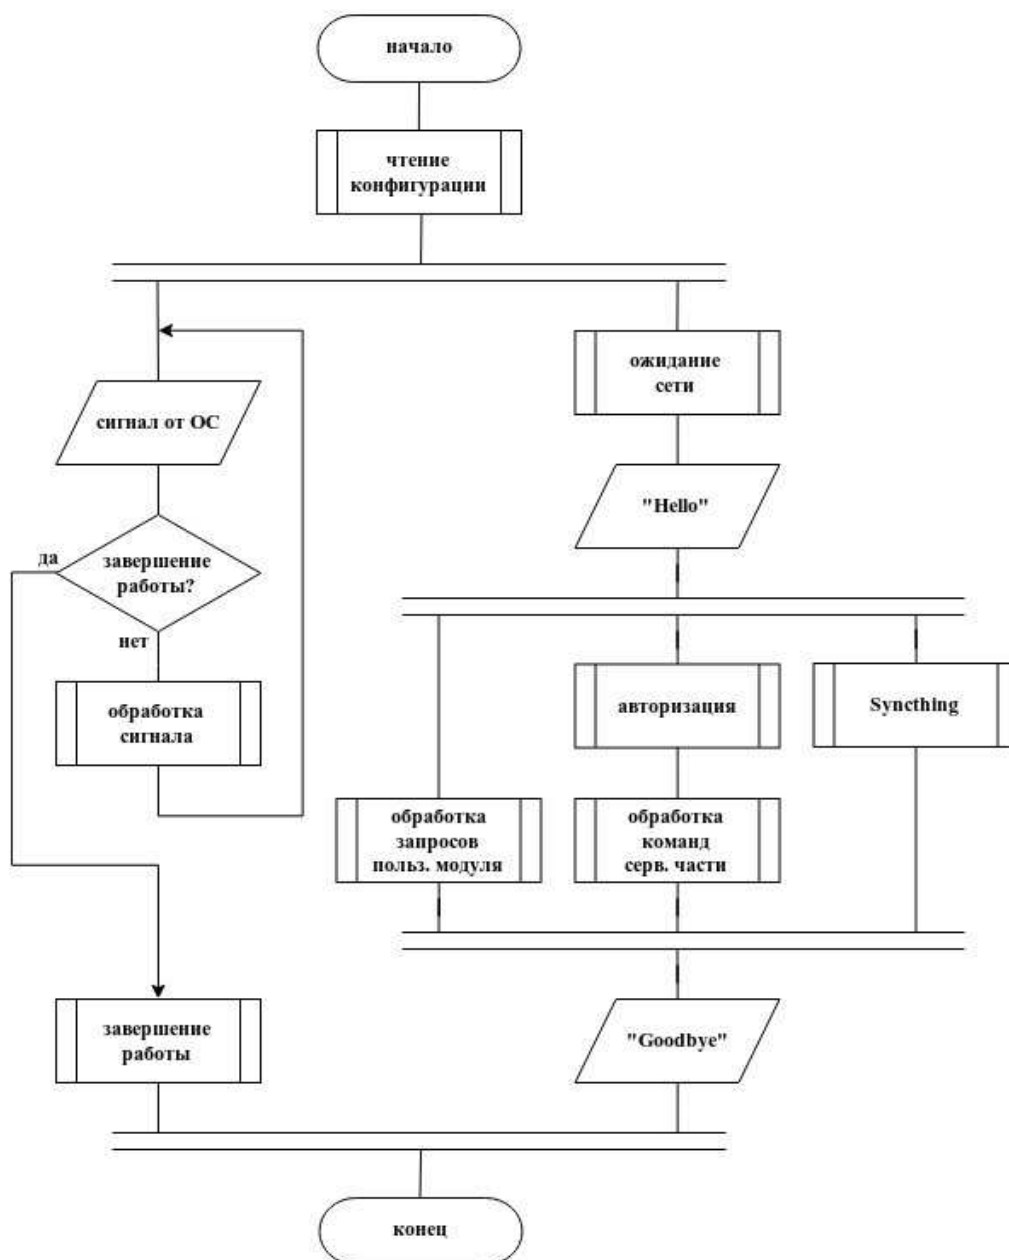 начало
чтение
конфигурации
ожидание
сети
сигнал от ОС
"Hello"
да
завершение
работы?
нет
обработка
сигнала
авторизация
Syncthing
обработка
запросов
польз. модуля
обработка
команд
серв. части
завершение
работы
"Goodbye"
конец